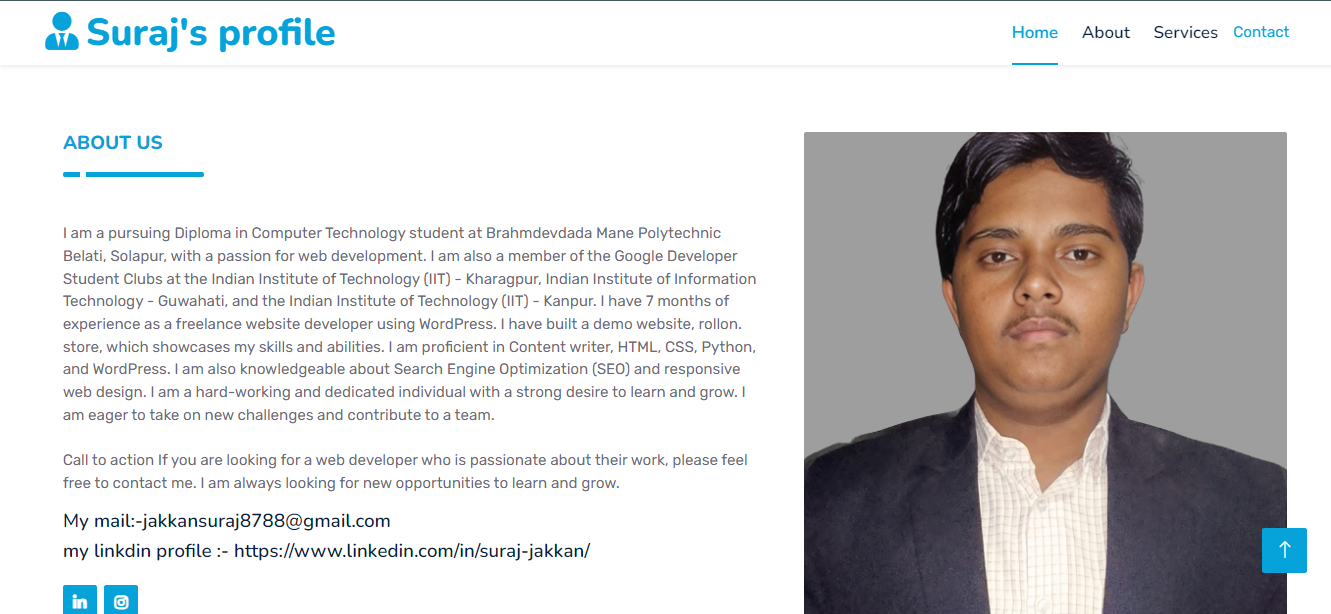 Suraj's profile
Home About Services Contact
ABOUT US
I am a pursuing Diploma in Computer Technology student at Brahmdevdada Mane Polytechnic
Belati, Solapur, with a passion for web development. I am also a member of the Google Developer
Student Clubs at the Indian Institute of Technology (IIT) - Kharagpur, Indian Institute of Information
Technology - Guwahati, and the Indian Institute of Technology (IIT) - Kanpur. I have 7 months of
experience as a freelance website developer using WordPress. I have built a demo website, rollon.
store, which showcases my skills and abilities. I am proficient in Content writer, HTML, CSS, Python,
and WordPress. I am also knowledgeable about Search Engine Optimization (SEO) and responsive
web design. I am a hard-working and dedicated individual with a strong desire to learn and grow. I
am eager to take on new challenges and contribute to a team.
Call to action If you are looking for a web developer who is passionate about their work, please feel
free to contact me. I am always looking for new opportunities to learn and grow.
My mail:-jakkansuraj8788@gmail.com
my linkdin profile :- https://www.linkedin.com/in/suraj-jakkan/
in